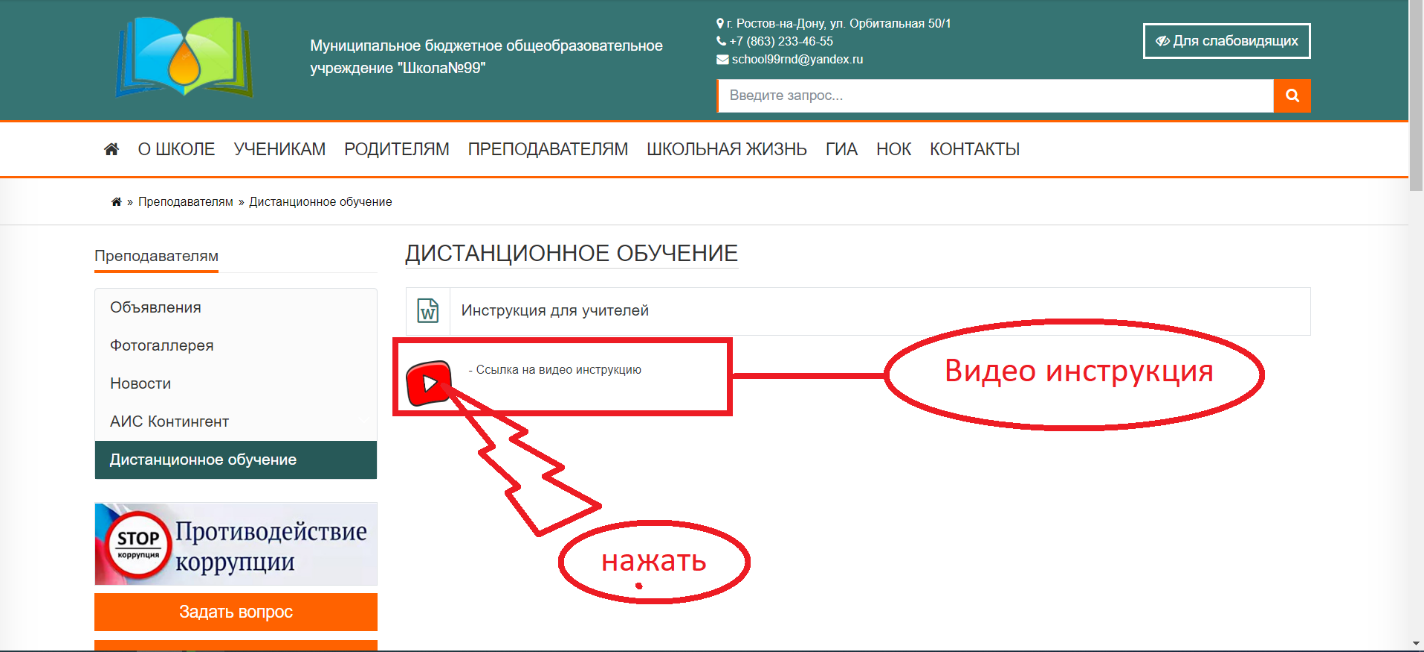 Муниципальное бюджетное общеобразовательное
учреждение "Школа№99"
г. Ростов-на-Дону, ул. Орбитальная 50/1
+7 (863) 233-46-55
school99rnd@yandex.ru
Для слабовидящих
Введите запрос...
О ШКОЛЕ УЧЕНИКАМ РОДИТЕЛЯМ ПРЕПОДАВАТЕЛЯМ ШКОЛЬНАЯ ЖИЗНЬ ГИА НОК КОНТАКТЫ
» Преподавателям » Дистанционное обучение
Преподавателям
Объявления
Фотогаллерея
Новости
АИС Контингент
Дистанционное обучение
STOP
коррупция
Противодействие
коррупции
Задать вопрос
ДИСТАНЦИОННОЕ ОБУЧЕНИЕ
W
Инструкция для учителей
- Ссылка на видео инструкцию
Видео инструкция
нажать